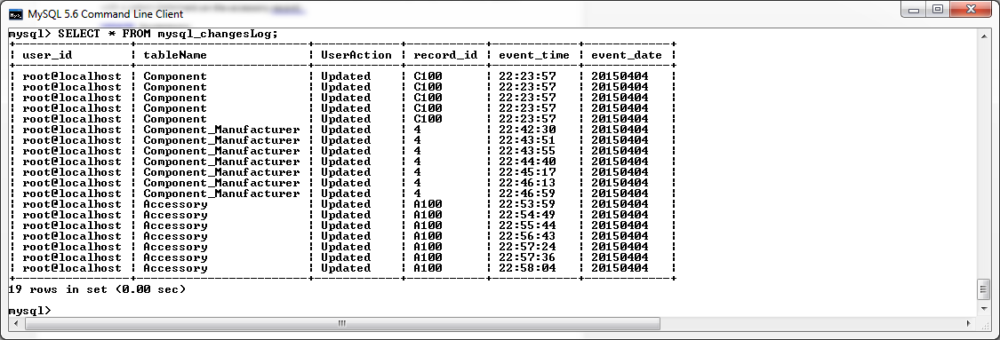 MySQL 5.6 Command Line Client
mysql> SELECT * FROM mysql_changesLog;
+----------------+------------------------+------------+-----------+------------+------------+
| user_id        | tableName              | UserAction | record_id | event_time | event_date |
+----------------+------------------------+------------+-----------+------------+------------+
| root@localhost | Component              | Updated    | C100      | 22:23:57   | 20150404   |
| root@localhost | Component              | Updated    | C100      | 22:23:57   | 20150404   |
| root@localhost | Component              | Updated    | C100      | 22:23:57   | 20150404   |
| root@localhost | Component              | Updated    | C100      | 22:23:57   | 20150404   |
| root@localhost | Component              | Updated    | C100      | 22:23:57   | 20150404   |
| root@localhost | Component_Manufacturer | Updated    | 4         | 22:42:30   | 20150404   |
| root@localhost | Component_Manufacturer | Updated    | 4         | 22:43:51   | 20150404   |
| root@localhost | Component_Manufacturer | Updated    | 4         | 22:43:55   | 20150404   |
| root@localhost | Component_Manufacturer | Updated    | 4         | 22:44:40   | 20150404   |
| root@localhost | Component_Manufacturer | Updated    | 4         | 22:45:17   | 20150404   |
| root@localhost | Component_Manufacturer | Updated    | 4         | 22:46:13   | 20150404   |
| root@localhost | Component_Manufacturer | Updated    | 4         | 22:46:59   | 20150404   |
| root@localhost | Accessory              | Updated    | A100      | 22:53:59   | 20150404   |
| root@localhost | Accessory              | Updated    | A100      | 22:54:49   | 20150404   |
| root@localhost | Accessory              | Updated    | A100      | 22:55:44   | 20150404   |
| root@localhost | Accessory              | Updated    | A100      | 22:56:43   | 20150404   |
| root@localhost | Accessory              | Updated    | A100      | 22:57:24   | 20150404   |
| root@localhost | Accessory              | Updated    | A100      | 22:57:36   | 20150404   |
| root@localhost | Accessory              | Updated    | A100      | 22:58:04   | 20150404   |
+----------------+------------------------+------------+-----------+------------+------------+
19 rows in set (0.00 sec)
mysql>